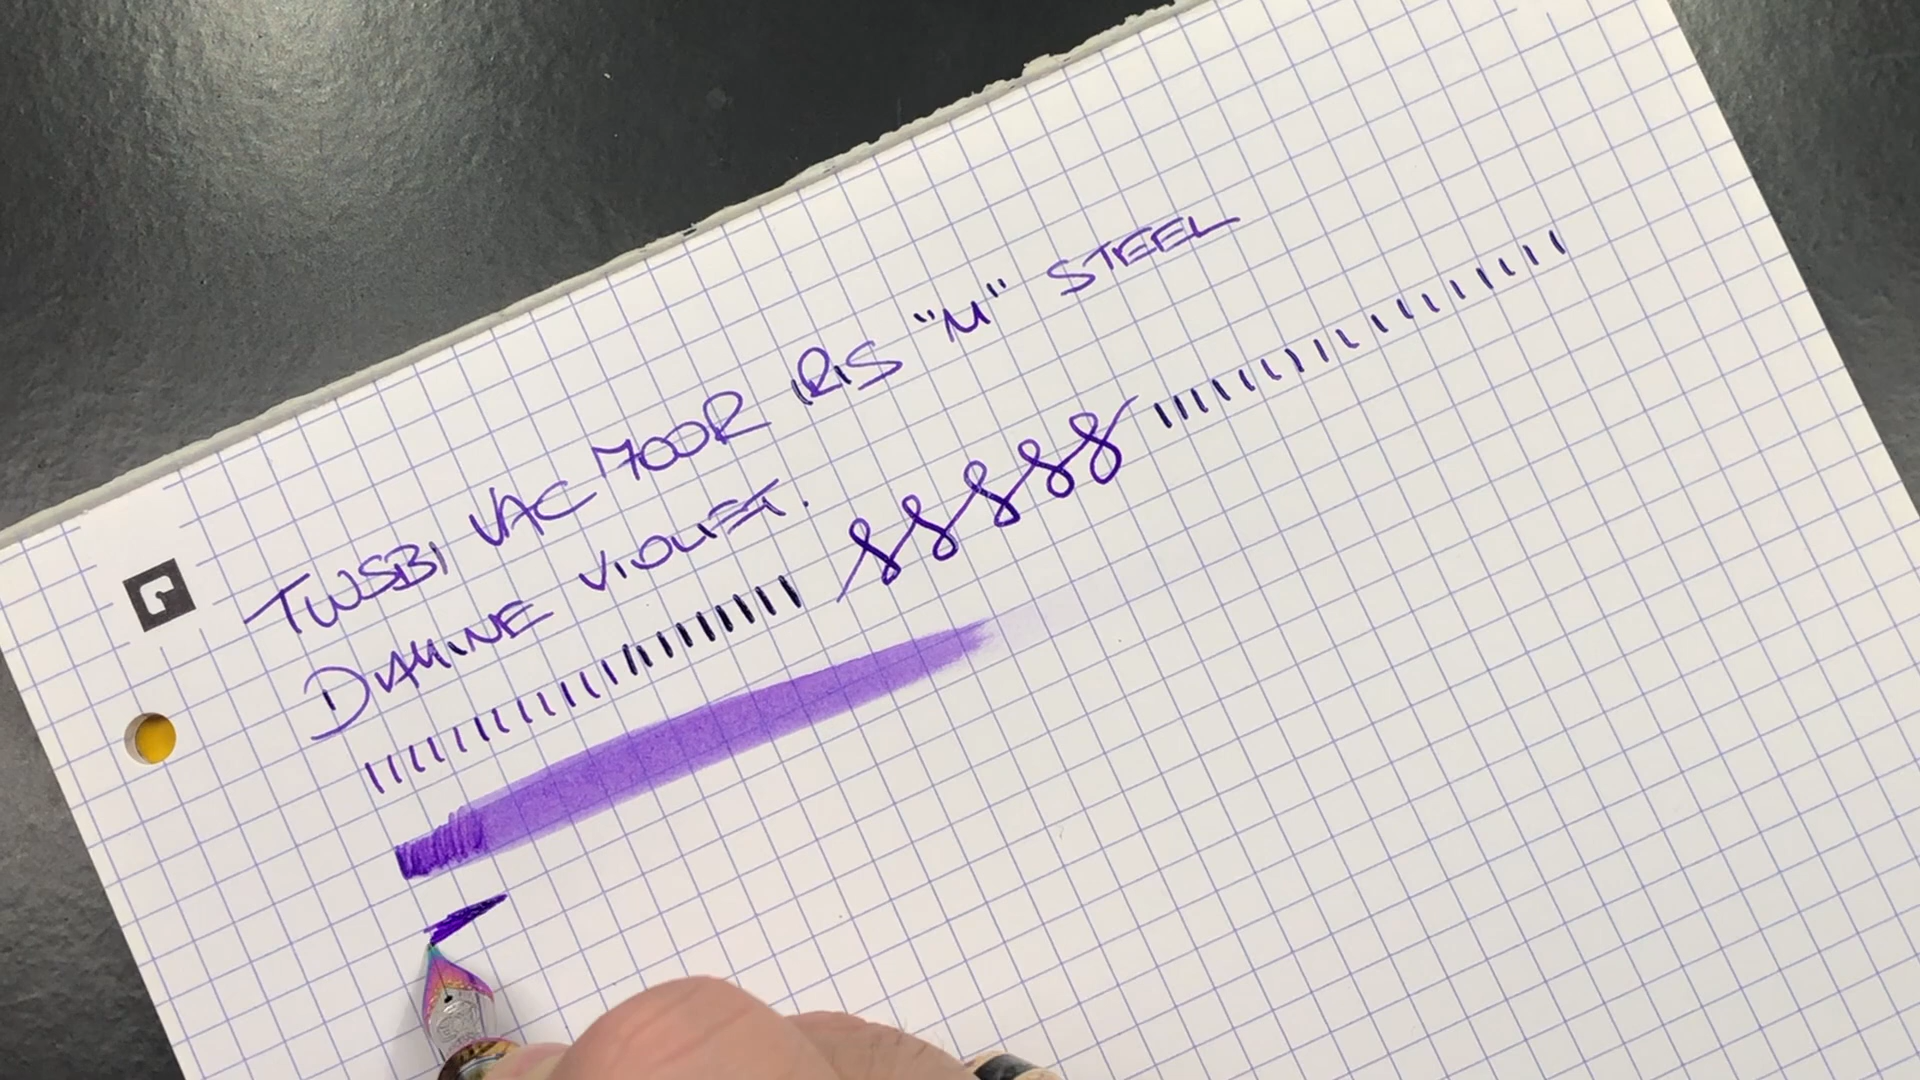 TWSBI VAC 700R IRIS "M" STEEL
DIAMINE VIOLET.